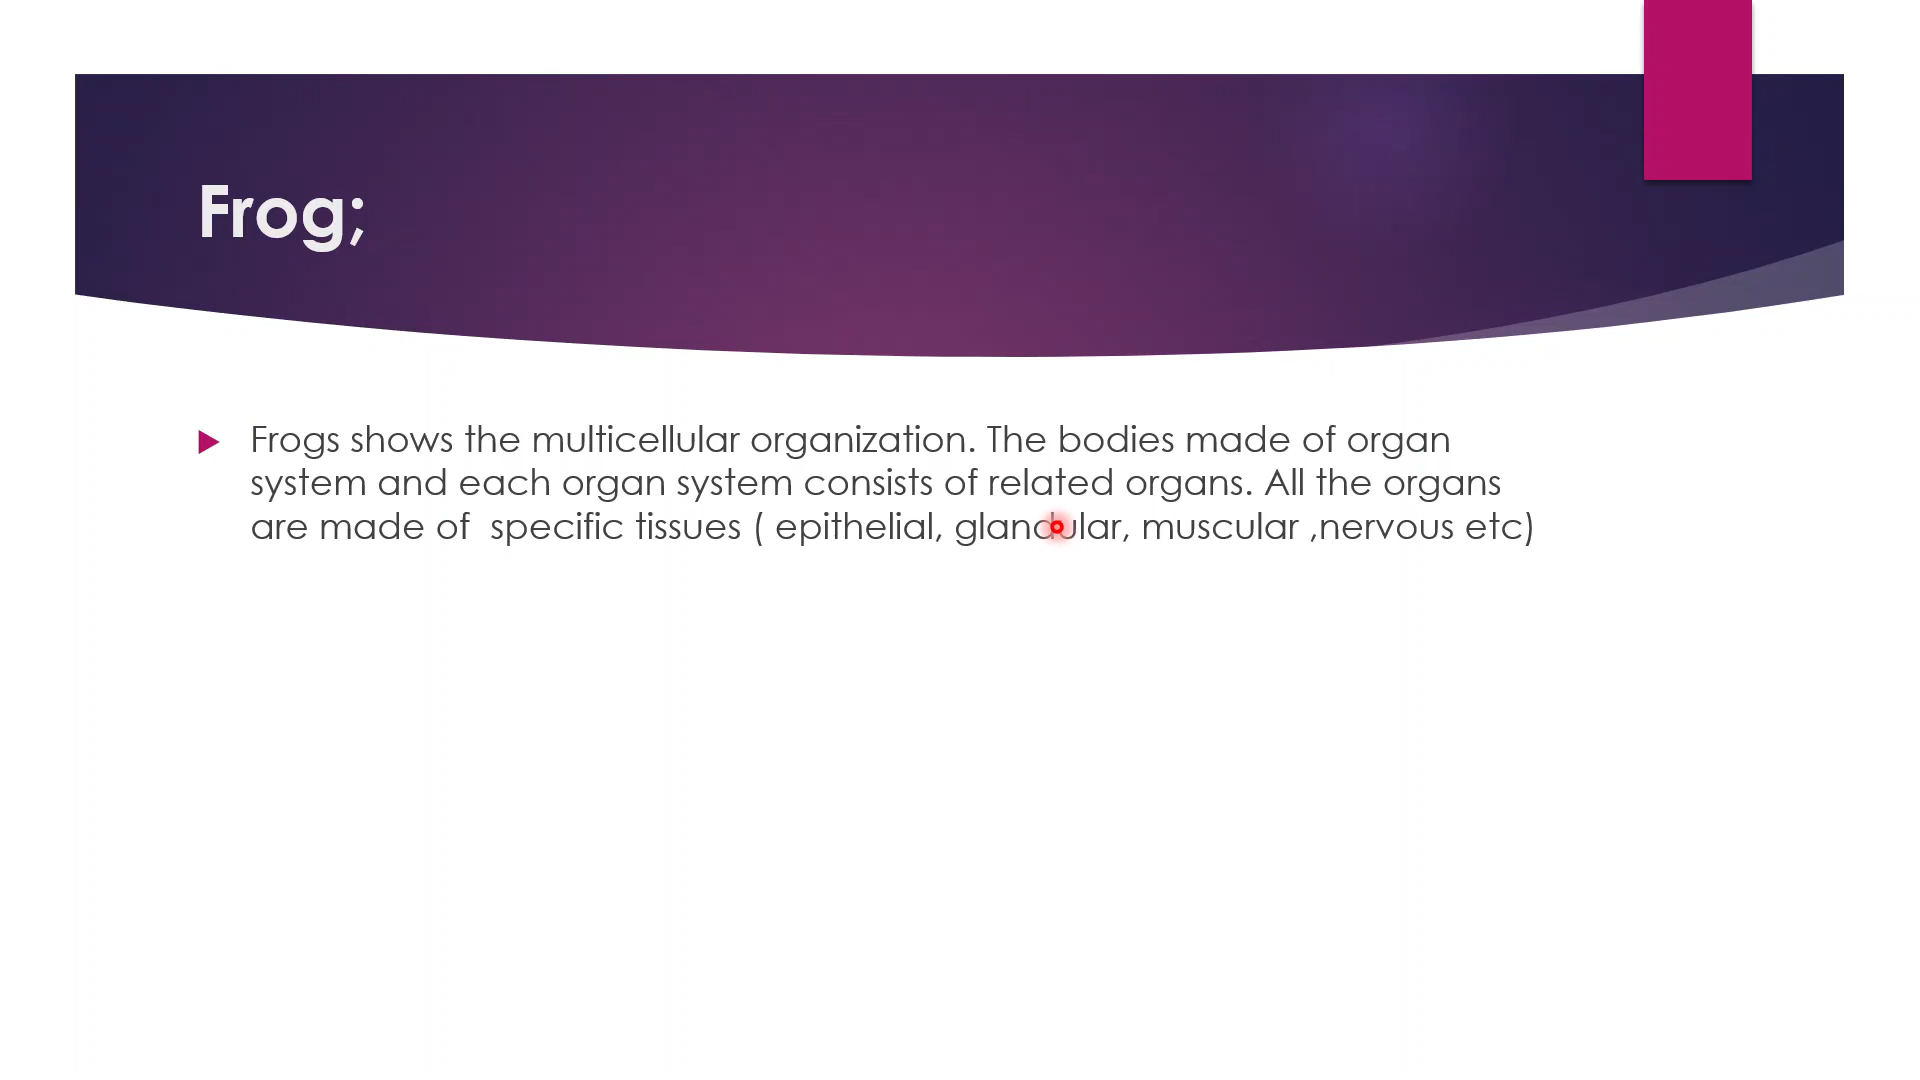 Frog;
Frogs shows the multicellular organization. The bodies made of organ
system and each organ system consists of related organs. All the organs
are made of  specific tissues ( epithelial, glandular, muscular ,nervous etc)